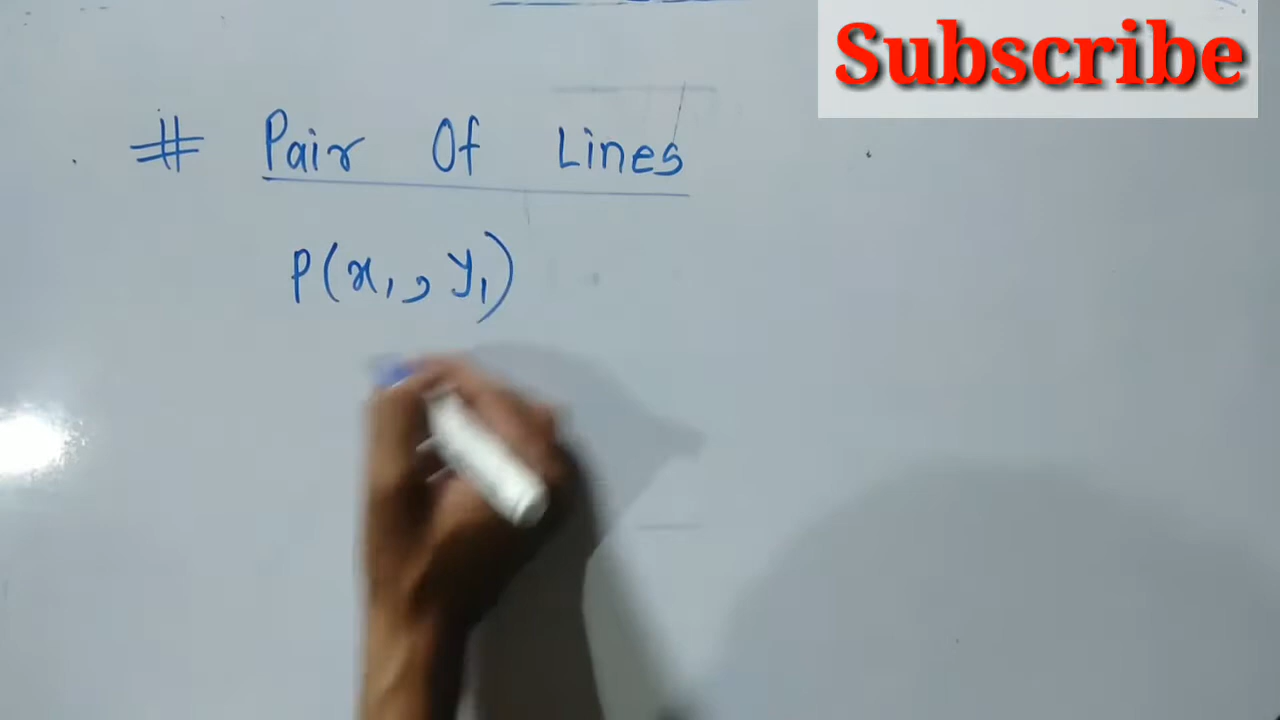 Subscribe
# Pair Of Lines
P(x₁, y₁)